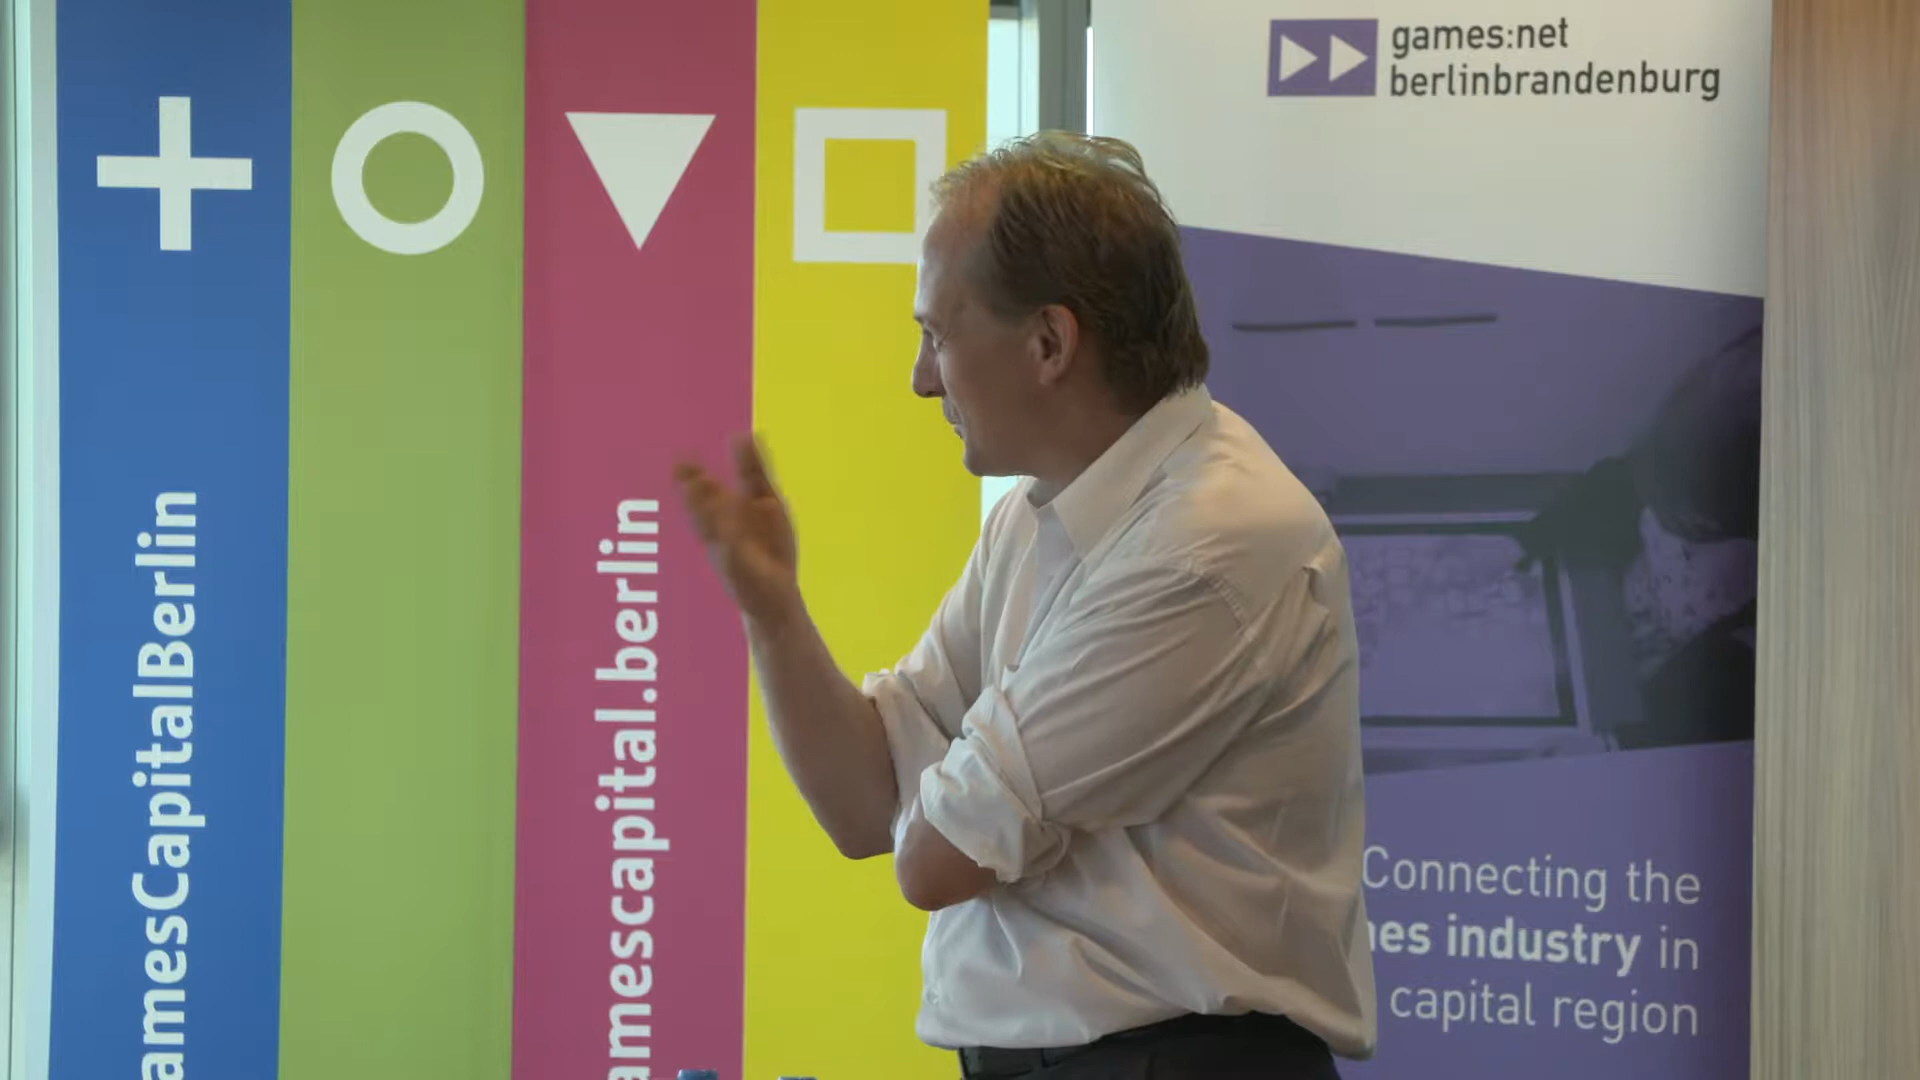 amesCapitalBerlin
amescapital.berlin
games:net
berlinbrandenburg
Connecting the
es industry in
capital region